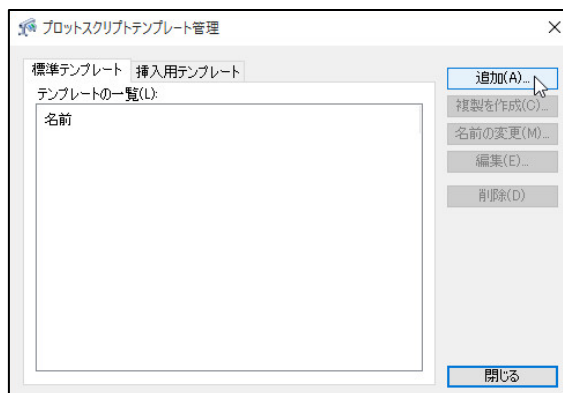 プロットスクリプトテンプレート管理
標準テンプレート 挿入用テンプレート
テンプレートの一覧(L):
名前
追加(A)...
複製を作成(C)...
名前の変更(M)...
編集(E)...
削除(D)
閉じる